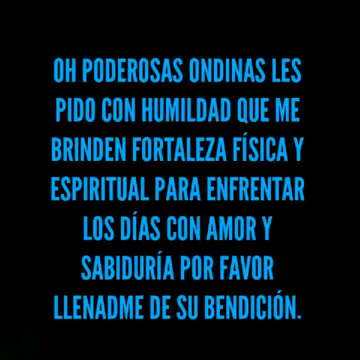 OH PODEROSAS ONDINAS LES
PIDO CON HUMILDAD QUE ME
BRINDEN FORTALEZA FÍSICA Y
ESPIRITUAL PARA ENFRENTAR
LOS DÍAS CON AMOR Y
SABIDURÍA POR FAVOR
LLENADME DE SU BENDICIÓN.